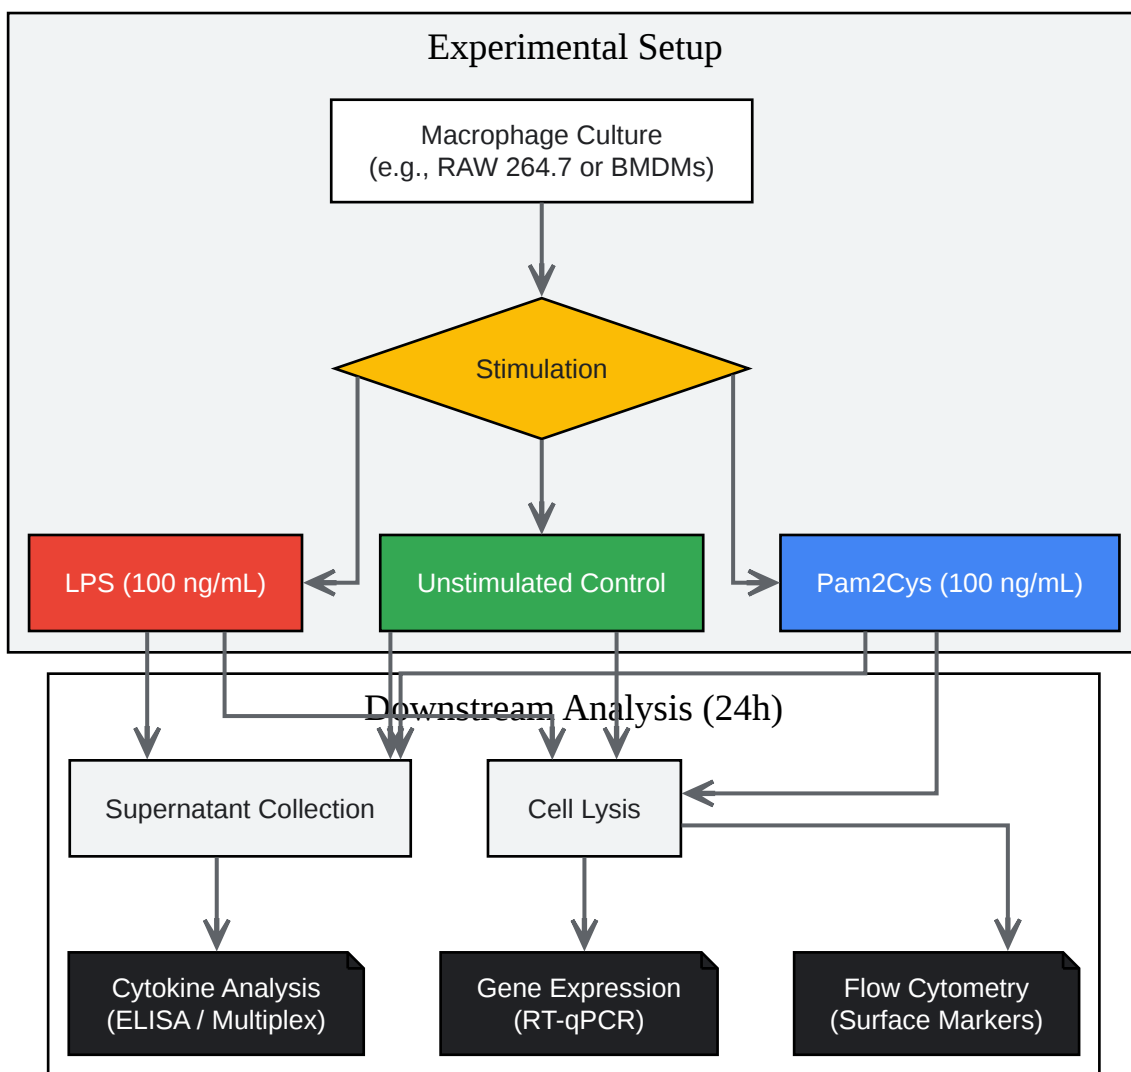 Experimental Setup
Macrophage Culture
(e.g., RAW 264.7 or BMDMs)
Stimulation
LPS (100 ng/mL)
Unstimulated Control
Pam2Cys (100 ng/mL)
Downstream Analysis (24h)
Supernatant Collection
Cell Lysis
Cytokine Analysis
(ELISA / Multiplex)
Gene Expression
(RT-qPCR)
Flow Cytometry
(Surface Markers)